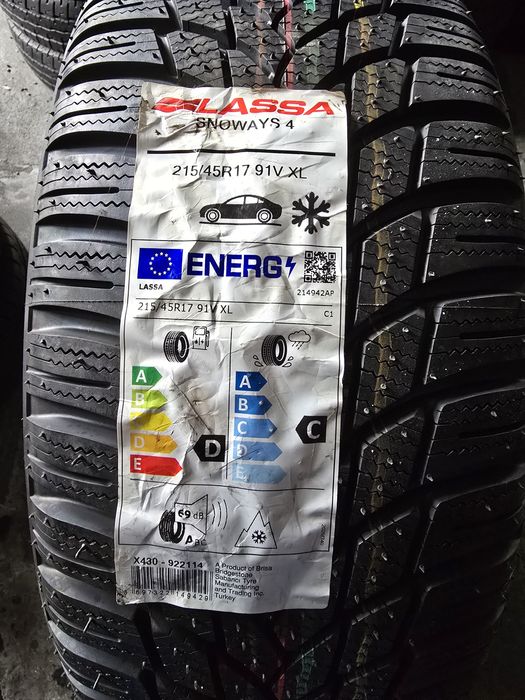 LASSA
SNOWAYS 4
215/45R17 91V XL
ENERG
LASSA
214942AP
215/45R17 91V XL
C1
A
B
D
E
D
A
B
C
D
E
C
69 dB
ABC
X430 - 922114
A Product of Brisa
Bridgestone
Sabancı Tyre
Manufacturing
and Trading Inc.
Turkey